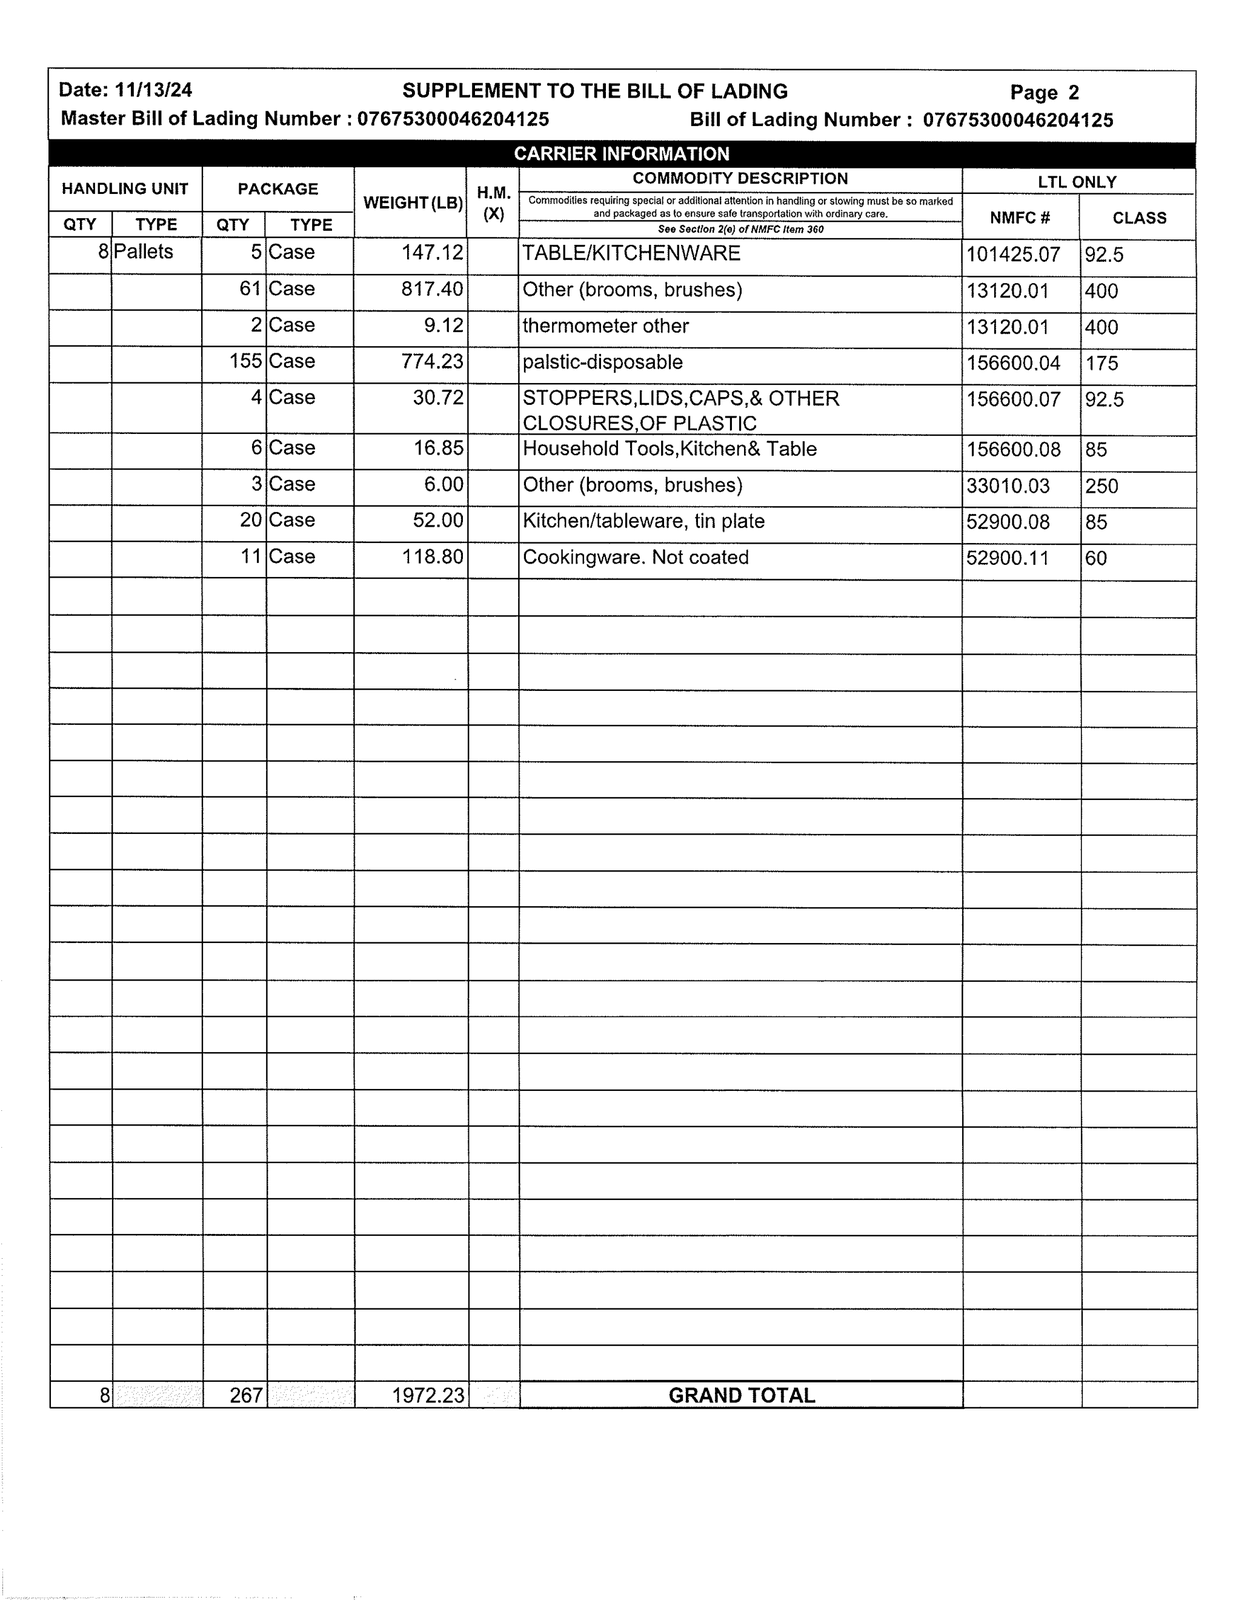 Date: 11/13/24 SUPPLEMENT TO THE BILL OF LADING Page 2
Master Bill of Lading Number : 07675300046204125 Bill of Lading Number : 07675300046204125
CARRIER INFORMATION
HANDLING UNIT PACKAGE WEIGHT (LB) H.M. (X) COMMODITY DESCRIPTION LTL ONLY
Commodities requiring special or additional attention in handling or stowing must be so marked
and packaged as to ensure safe transportation with ordinary care.
See Section 2(e) of NMFC Item 360
QTY TYPE QTY TYPE NMFC # CLASS
8 Pallets 5 Case 147.12 TABLE/KITCHENWARE 101425.07 92.5
61 Case 817.40 Other (brooms, brushes) 13120.01 400
2 Case 9.12 thermometer other 13120.01 400
155 Case 774.23 palstic-disposable 156600.04 175
4 Case 30.72 STOPPERS,LIDS,CAPS,& OTHER 156600.07 92.5
CLOSURES,OF PLASTIC
6 Case 16.85 Household Tools,Kitchen& Table 156600.08 85
3 Case 6.00 Other (brooms, brushes) 33010.03 250
20 Case 52.00 Kitchen/tableware, tin plate 52900.08 85
11 Case 118.80 Cookingware. Not coated 52900.11 60
8 267 1972.23 GRAND TOTAL